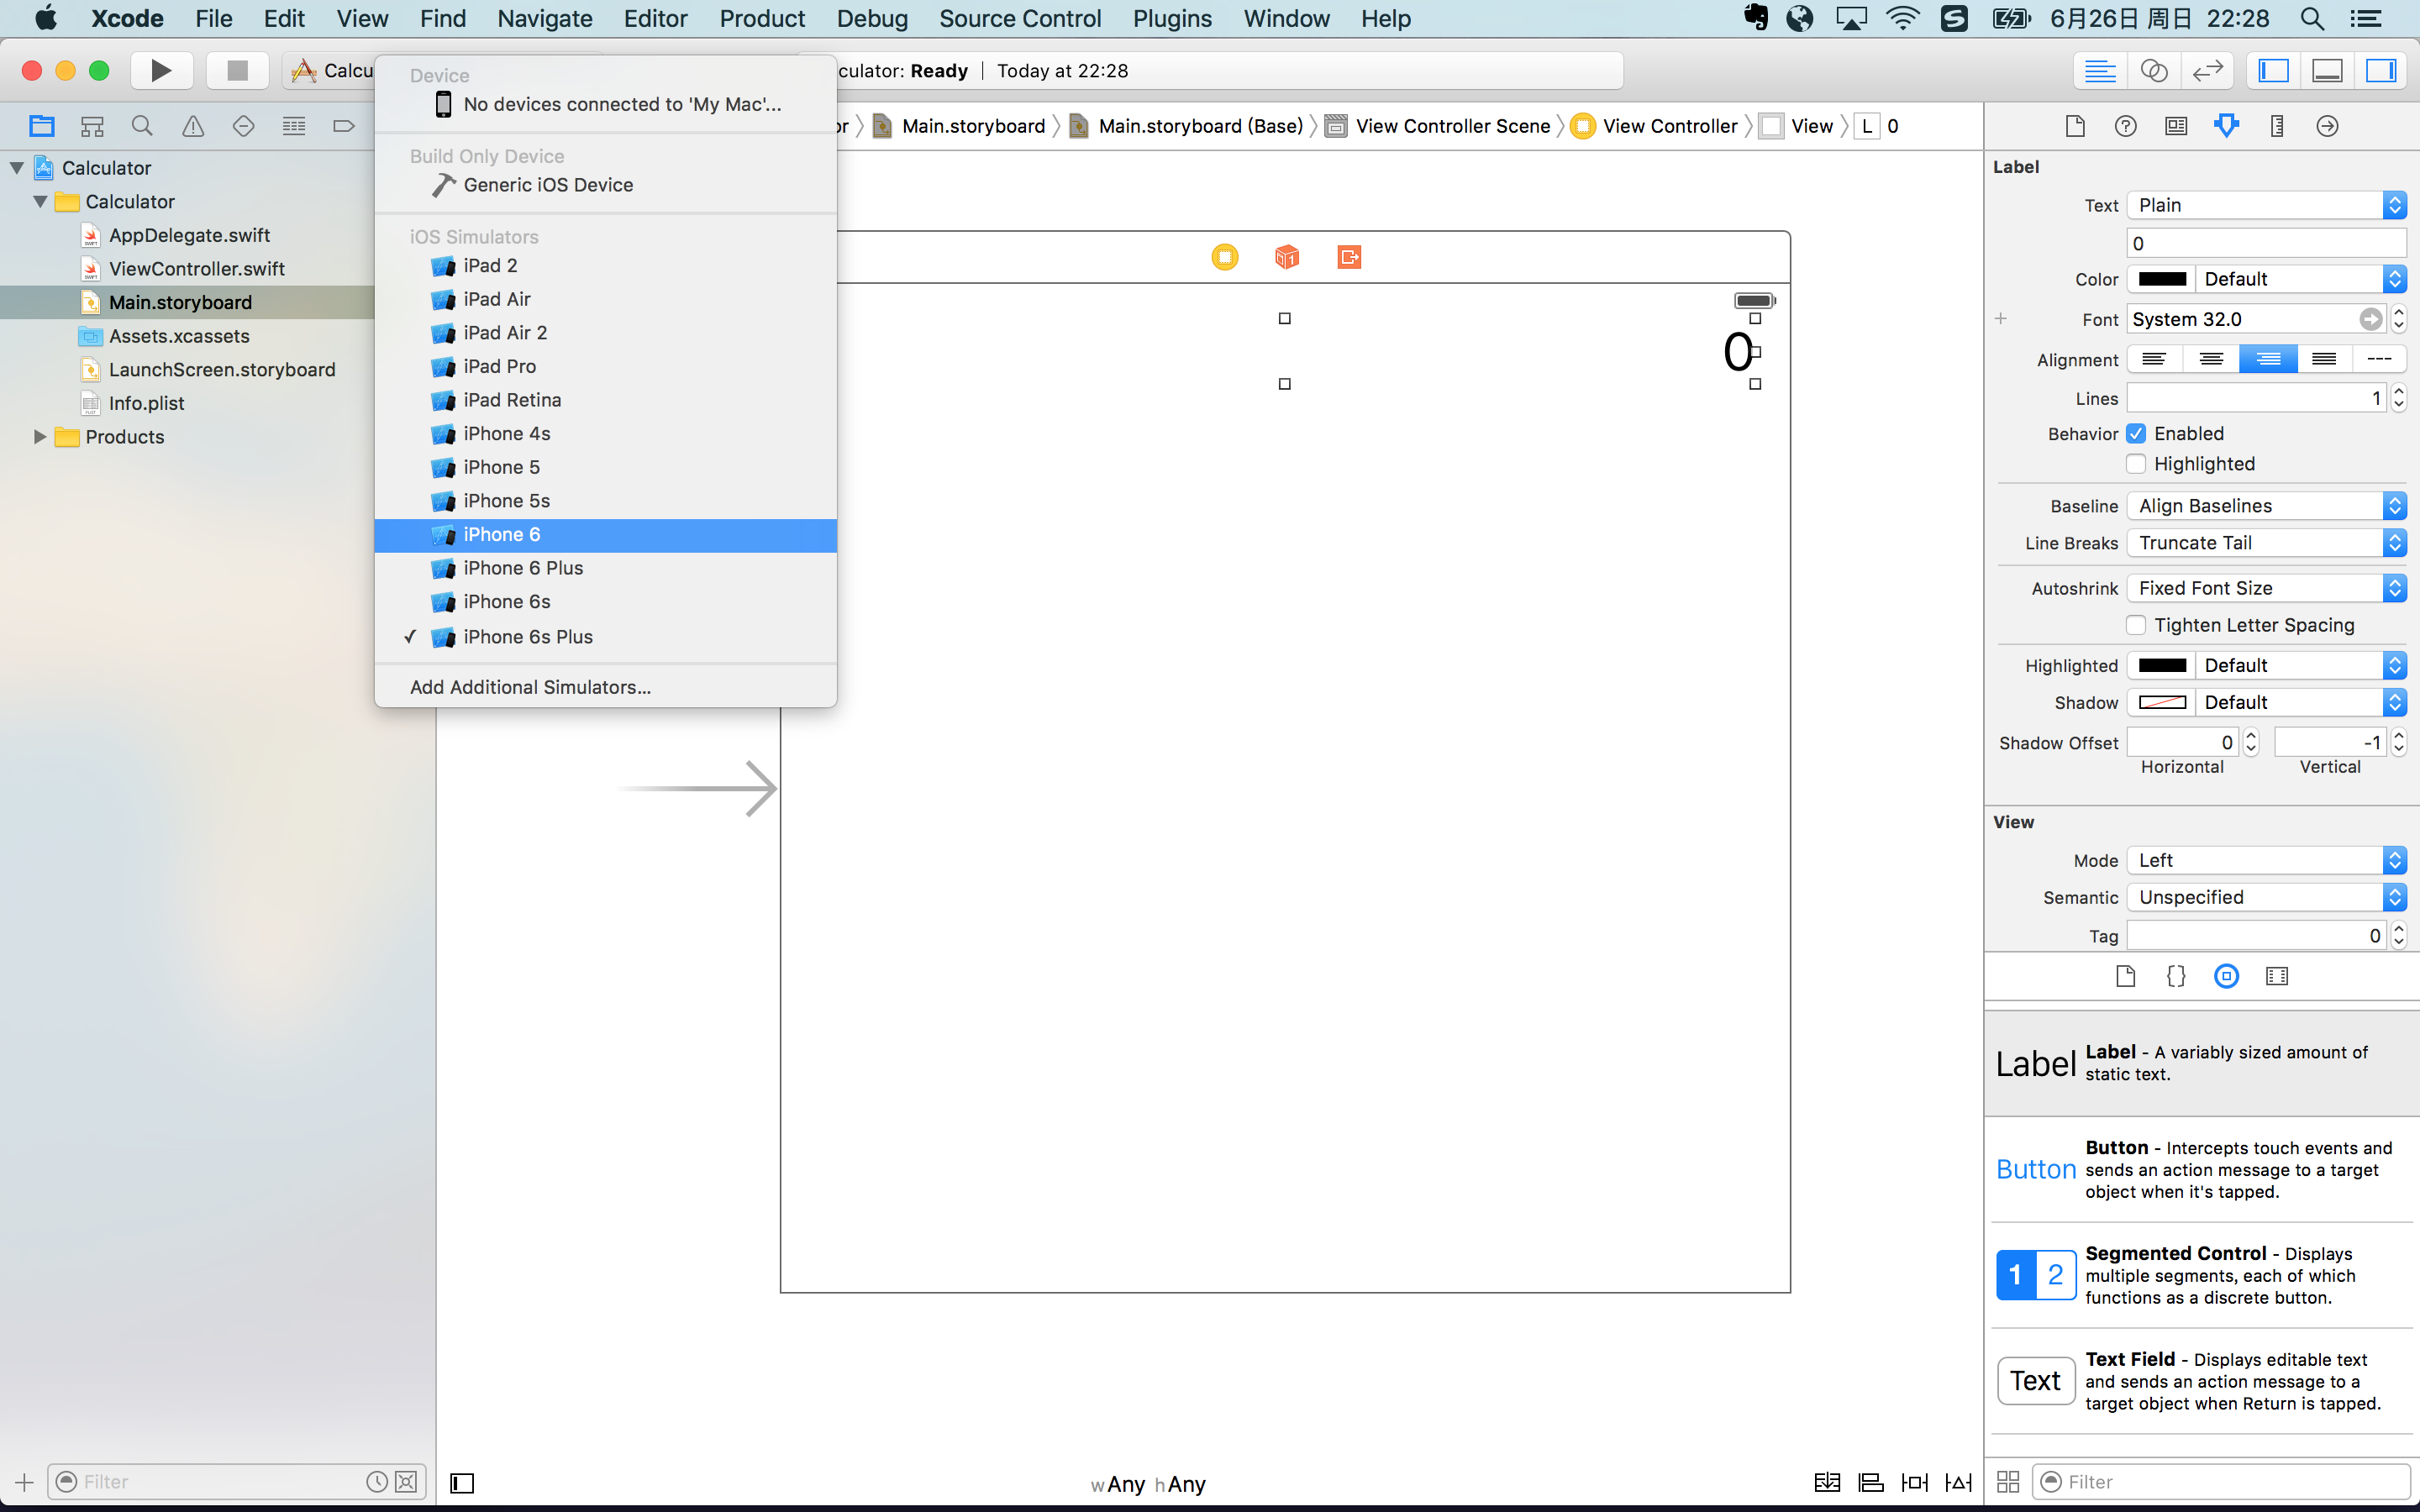 Xcode File Edit View Find Navigate Editor Product Debug Source Control Plugins Window Help 6月26日 周日 22:28
Calcu
culator: Ready | Today at 22:28
Device
No devices connected to 'My Mac'...
Build Only Device
Generic iOS Device
iOS Simulators
iPad 2
iPad Air
iPad Air 2
iPad Pro
iPad Retina
iPhone 4s
iPhone 5
iPhone 5s
iPhone 6
iPhone 6 Plus
iPhone 6s
✓ iPhone 6s Plus
Add Additional Simulators...
or Main.storyboard Main.storyboard (Base) View Controller Scene View Controller View L 0
Calculator
Calculator
AppDelegate.swift
ViewController.swift
Main.storyboard
Assets.xcassets
LaunchScreen.storyboard
Info.plist
Products
Filter
0
wAny hAny
Label
Text Plain
0
Color Default
Font System 32.0
Alignment
Lines 1
Behavior Enabled
Highlighted
Baseline Align Baselines
Line Breaks Truncate Tail
Autoshrink Fixed Font Size
Tighten Letter Spacing
Highlighted Default
Shadow Default
Shadow Offset 0 -1
Horizontal Vertical
View
Mode Left
Semantic Unspecified
Tag 0
Label
Label - A variably sized amount of
static text.
Button
Button - Intercepts touch events and
sends an action message to a target
object when it's tapped.
1 2
Segmented Control - Displays
multiple segments, each of which
functions as a discrete button.
Text
Text Field - Displays editable text
and sends an action message to a
target object when Return is tapped.
Filter